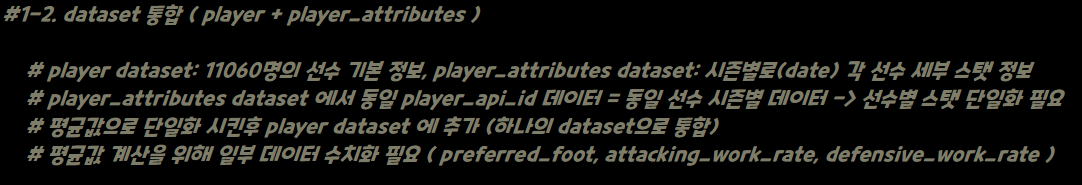 #1-2. dataset 통합 ( player + player_attributes )
# player dataset: 11060명의 선수 기본 정보, player_attributes dataset: 시즌별로(date) 각 선수 세부 스탯 정보
# player_attributes dataset 에서 동일 player_api_id 데이터 = 동일 선수 시즌별 데이터 -> 선수별 스탯 단일화 필요
# 평균값으로 단일화 시킨후 player dataset 에 추가 (하나의 dataset으로 통합)
# 평균값 계산을 위해 일부 데이터 수치화 필요 ( preferred_foot, attacking_work_rate, defensive_work_rate )